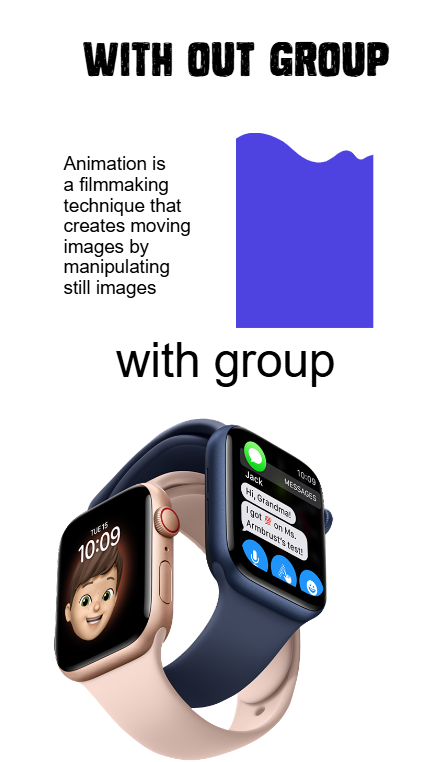 WITH OUT GROUP
Animation is
a filmmaking
technique that
creates moving
images by
manipulating
still images
with group
10:09
MESSAGES
Jack
Hi, Grandma!
I got 💯 on Ms.
Armbrust's test!
TUE 15
10:09